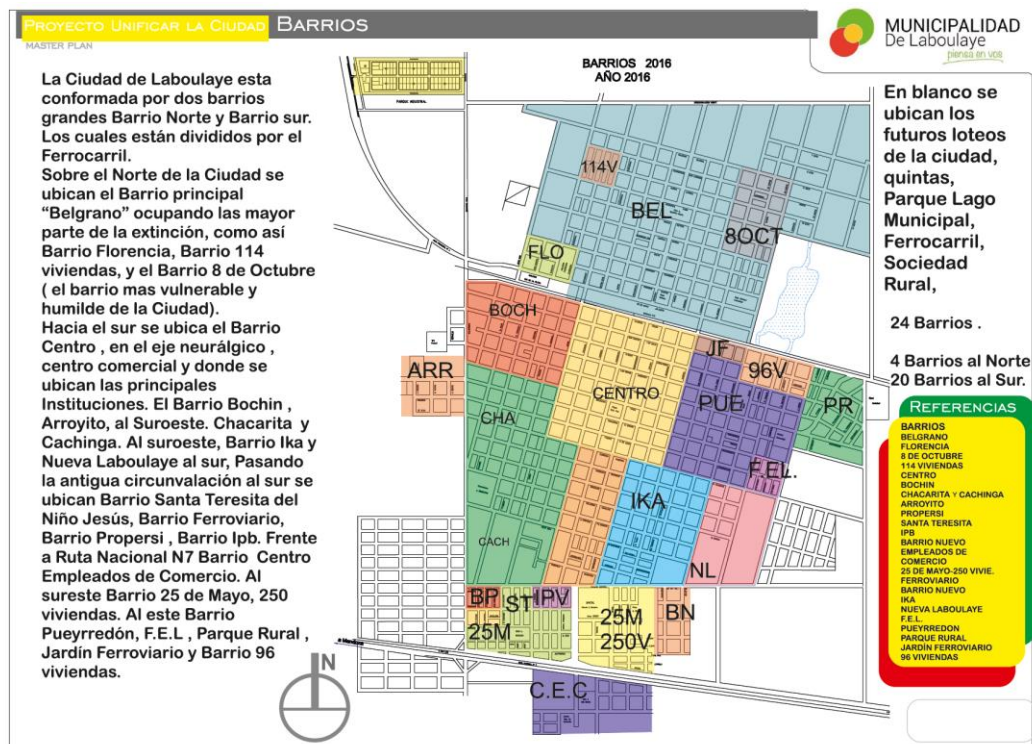 PROYECTO UNIFICAR LA CIUDAD BARRIOS
MASTER PLAN
MUNICIPALIDAD
De Laboulaye
piensa en vos
La Ciudad de Laboulaye esta
conformada por dos barrios
grandes Barrio Norte y Barrio sur.
Los cuales están divididos por el
Ferrocarril.
Sobre el Norte de la Ciudad se
ubican el Barrio principal
“Belgrano” ocupando las mayor
parte de la extinción, como así
Barrio Florencia, Barrio 114
viviendas, y el Barrio 8 de Octubre
( el barrio mas vulnerable y
humilde de la Ciudad).
Hacia el sur se ubica el Barrio
Centro , en el eje neurálgico ,
centro comercial y donde se
ubican las principales
Instituciones. El Barrio Bochin ,
Arroyito, al Suroeste. Chacarita y
Cachinga. Al suroeste, Barrio Ika y
Nueva Laboulaye al sur, Pasando
la antigua circunvalación al sur se
ubican Barrio Santa Teresita del
Niño Jesús, Barrio Ferroviario,
Barrio Propersi , Barrio Ipb. Frente
a Ruta Nacional N7 Barrio Centro
Empleados de Comercio. Al
sureste Barrio 25 de Mayo, 250
viviendas. Al este Barrio
Pueyrredón, F.E.L , Parque Rural ,
Jardín Ferroviario y Barrio 96
viviendas.
BARRIOS 2016
AÑO 2016
PARQUE INDUSTRIAL
114V
BEL
8OCT
FLO
BOCH
JF
96V
ARR
CENTRO
PUE
PR
CHA
F.EL.
IKA
CACH
NL
BP
ST
IPV
25M
25M
250V
BN
C.E.C
N
En blanco se
ubican los
futuros loteos
de la ciudad,
quintas,
Parque Lago
Municipal,
Ferrocarril,
Sociedad
Rural,
24 Barrios .
4 Barrios al Norte
20 Barrios al Sur.
REFERENCIAS
BARRIOS
BELGRANO
FLORENCIA
8 DE OCTUBRE
114 VIVIENDAS
CENTRO
BOCHIN
CHACARITA Y CACHINGA
ARROYITO
PROPERSI
SANTA TERESITA
IPB
BARRIO NUEVO
EMPLEADOS DE
COMERCIO
25 DE MAYO-250 VIVIE.
FERROVIARIO
BARRIO NUEVO
IKA
NUEVA LABOULAYE
F.E.L.
PUEYRREDON
PARQUE RURAL
JARDÍN FERROVIARIO
96 VIVIENDAS